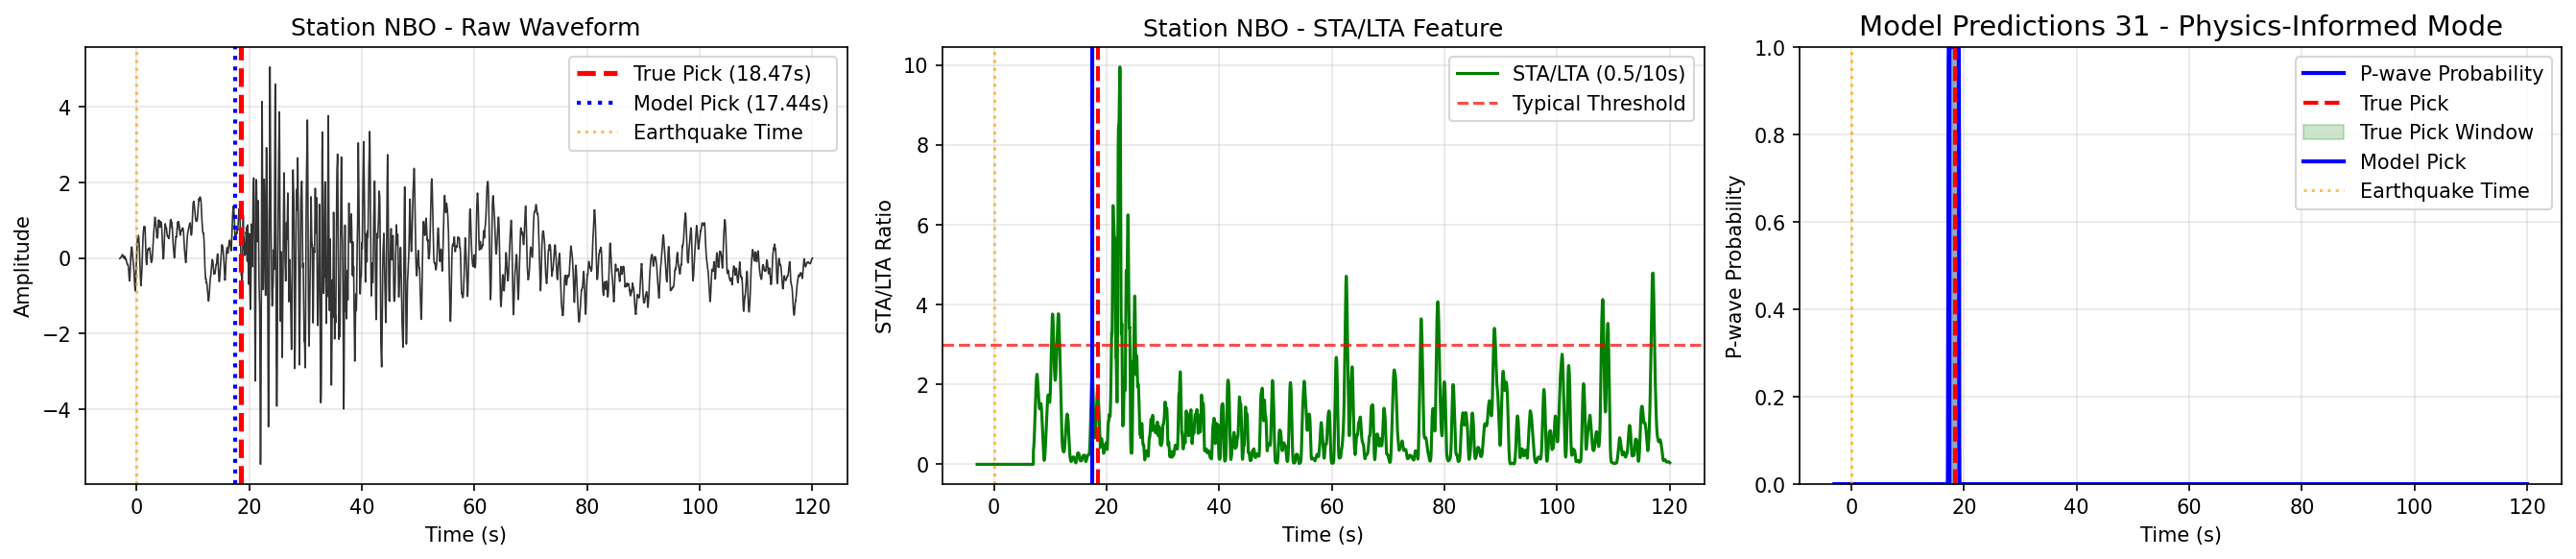 Station NBO - Raw Waveform
Amplitude
4
2
0
−2
−4
True Pick (18.47s)
Model Pick (17.44s)
Earthquake Time
0 20 40 60 80 100 120
Time (s)
Station NBO - STA/LTA Feature
STA/LTA Ratio
10
8
6
4
2
0
STA/LTA (0.5/10s)
Typical Threshold
0 20 40 60 80 100 120
Time (s)
Model Predictions 31 - Physics-Informed Mode
P-wave Probability
1.0
0.8
0.6
0.4
0.2
0.0
P-wave Probability
True Pick
True Pick Window
Model Pick
Earthquake Time
0 20 40 60 80 100 120
Time (s)